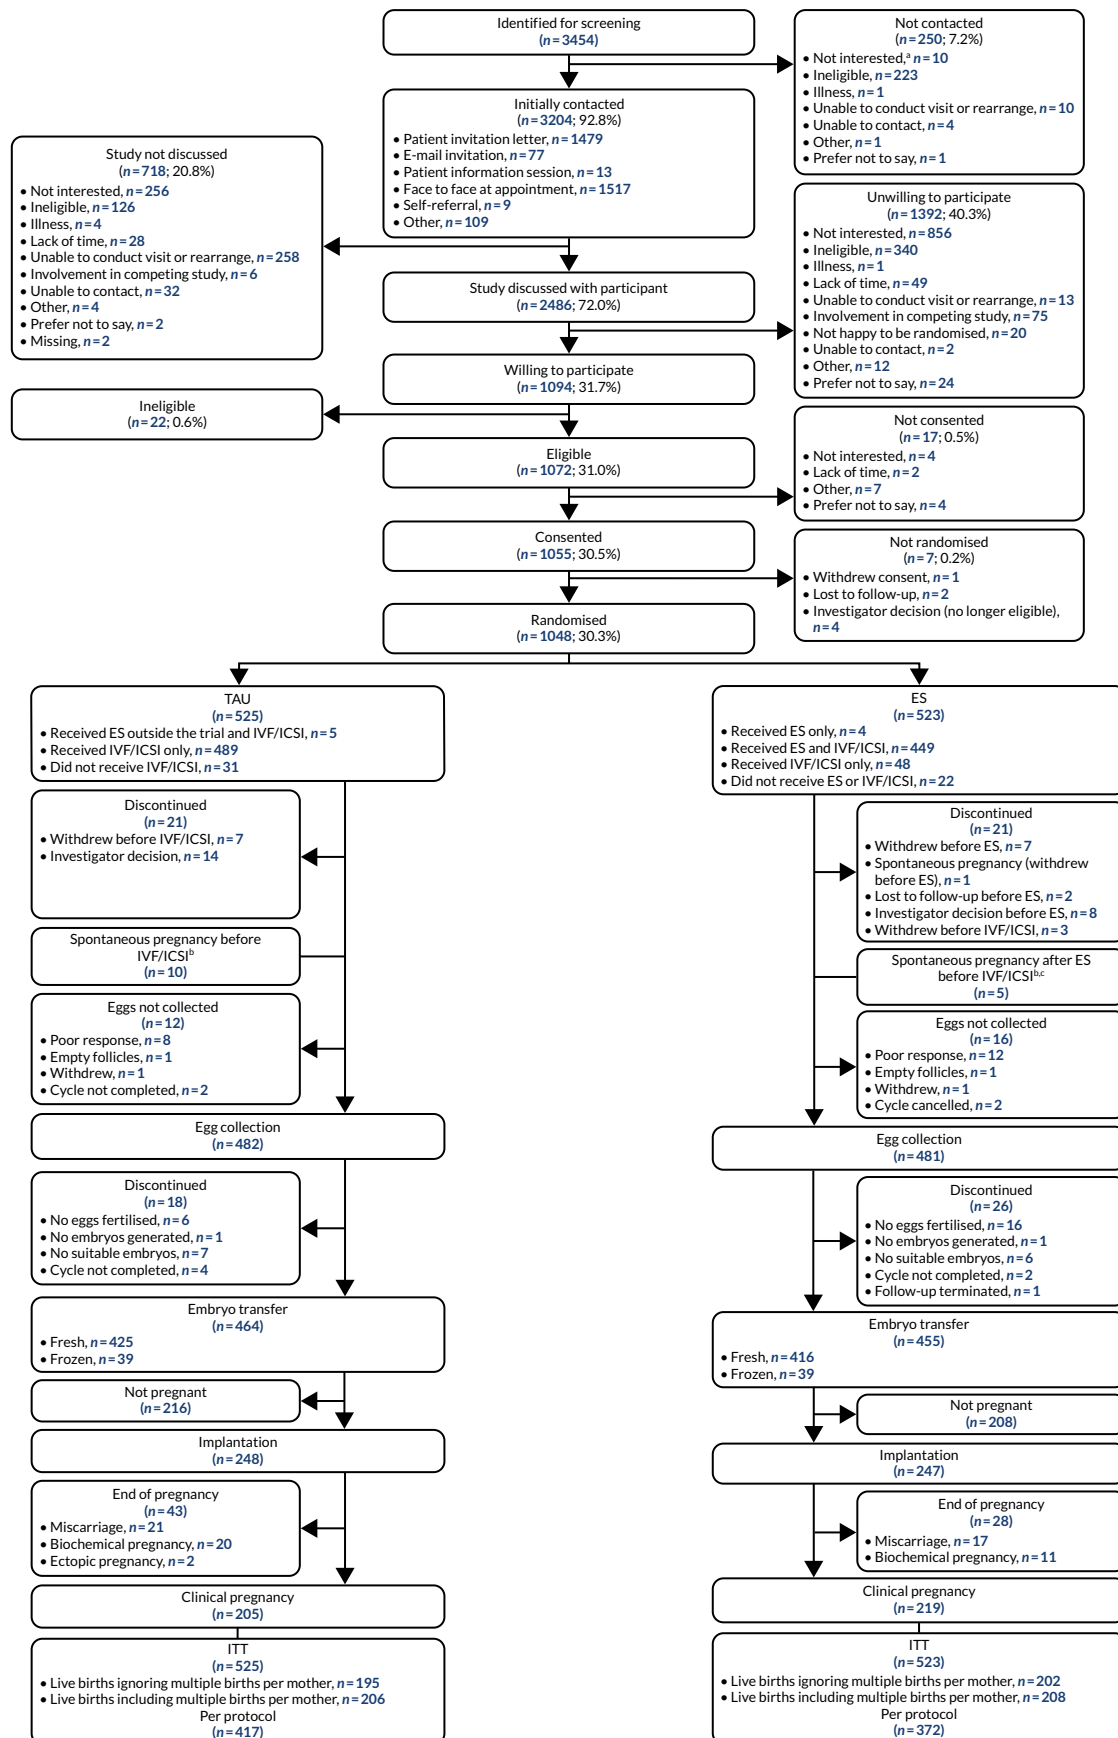 Identified for screening
(n = 3454)
Not contacted
(n = 250; 7.2%)
• Not interested,a n = 10
• Ineligible, n = 223
• Illness, n = 1
• Unable to conduct visit or rearrange, n = 10
• Unable to contact, n = 4
• Other, n = 1
• Prefer not to say, n = 1
Initially contacted
(n = 3204; 92.8%)
• Patient invitation letter, n = 1479
• E-mail invitation, n = 77
• Patient information session, n = 13
• Face to face at appointment, n = 1517
• Self-referral, n = 9
• Other, n = 109
Study not discussed
(n = 718; 20.8%)
• Not interested, n = 256
• Ineligible, n = 126
• Illness, n = 4
• Lack of time, n = 28
• Unable to conduct visit or rearrange, n = 258
• Involvement in competing study, n = 6
• Unable to contact, n = 32
• Other, n = 4
• Prefer not to say, n = 2
• Missing, n = 2
Study discussed with participant
(n = 2486; 72.0%)
Unwilling to participate
(n = 1392; 40.3%)
• Not interested, n = 856
• Ineligible, n = 340
• Illness, n = 1
• Lack of time, n = 49
• Unable to conduct visit or rearrange, n = 13
• Involvement in competing study, n = 75
• Not happy to be randomised, n = 20
• Unable to contact, n = 2
• Other, n = 12
• Prefer not to say, n = 24
Willing to participate
(n = 1094; 31.7%)
Ineligible
(n = 22; 0.6%)
Eligible
(n = 1072; 31.0%)
Not consented
(n = 17; 0.5%)
• Not interested, n = 4
• Lack of time, n = 2
• Other, n = 7
• Prefer not to say, n = 4
Consented
(n = 1055; 30.5%)
Not randomised
(n = 7; 0.2%)
• Withdrew consent, n = 1
• Lost to follow-up, n = 2
• Investigator decision (no longer eligible),
n = 4
Randomised
(n = 1048; 30.3%)
TAU
(n = 525)
• Received ES outside the trial and IVF/ICSI, n = 5
• Received IVF/ICSI only, n = 489
• Did not receive IVF/ICSI, n = 31
Discontinued
(n = 21)
• Withdrew before IVF/ICSI, n = 7
• Investigator decision, n = 14
Spontaneous pregnancy before
IVF/ICSIb
(n = 10)
Eggs not collected
(n = 12)
• Poor response, n = 8
• Empty follicles, n = 1
• Withdrew, n = 1
• Cycle not completed, n = 2
Egg collection
(n = 482)
Discontinued
(n = 18)
• No eggs fertilised, n = 6
• No embryos generated, n = 1
• No suitable embryos, n = 7
• Cycle not completed, n = 4
Embryo transfer
(n = 464)
• Fresh, n = 425
• Frozen, n = 39
Not pregnant
(n = 216)
Implantation
(n = 248)
End of pregnancy
(n = 43)
• Miscarriage, n = 21
• Biochemical pregnancy, n = 20
• Ectopic pregnancy, n = 2
Clinical pregnancy
(n = 205)
ITT
(n = 525)
• Live births ignoring multiple births per mother, n = 195
• Live births including multiple births per mother, n = 206
Per protocol
(n = 417)
ES
(n = 523)
• Received ES only, n = 4
• Received ES and IVF/ICSI, n = 449
• Received IVF/ICSI only, n = 48
• Did not receive ES or IVF/ICSI, n = 22
Discontinued
(n = 21)
• Withdrew before ES, n = 7
• Spontaneous pregnancy (withdrew
before ES), n = 1
• Lost to follow-up before ES, n = 2
• Investigator decision before ES, n = 8
• Withdrew before IVF/ICSI, n = 3
Spontaneous pregnancy after ES
before IVF/ICSIb,c
(n = 5)
Eggs not collected
(n = 16)
• Poor response, n = 12
• Empty follicles, n = 1
• Withdrew, n = 1
• Cycle cancelled, n = 2
Egg collection
(n = 481)
Discontinued
(n = 26)
• No eggs fertilised, n = 16
• No embryos generated, n = 1
• No suitable embryos, n = 6
• Cycle not completed, n = 2
• Follow-up terminated, n = 1
Embryo transfer
(n = 455)
• Fresh, n = 416
• Frozen, n = 39
Not pregnant
(n = 208)
Implantation
(n = 247)
End of pregnancy
(n = 28)
• Miscarriage, n = 17
• Biochemical pregnancy, n = 11
Clinical pregnancy
(n = 219)
ITT
(n = 523)
• Live births ignoring multiple births per mother, n = 202
• Live births including multiple births per mother, n = 208
Per protocol
(n = 372)